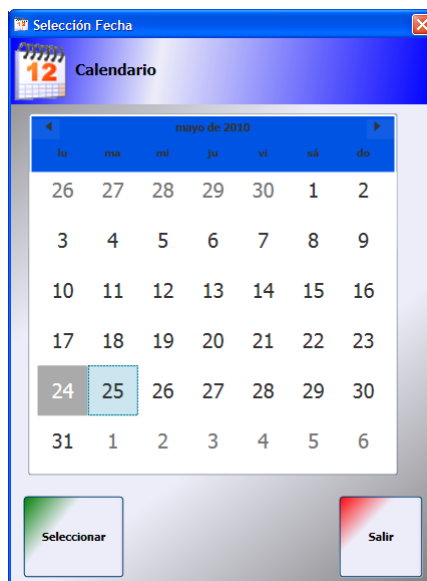 Selección Fecha
12 Calendario
mayo de 2010
lu ma mi ju vi sá do
26 27 28 29 30 1 2
3 4 5 6 7 8 9
10 11 12 13 14 15 16
17 18 19 20 21 22 23
24 25 26 27 28 29 30
31 1 2 3 4 5 6
Seleccionar Salir